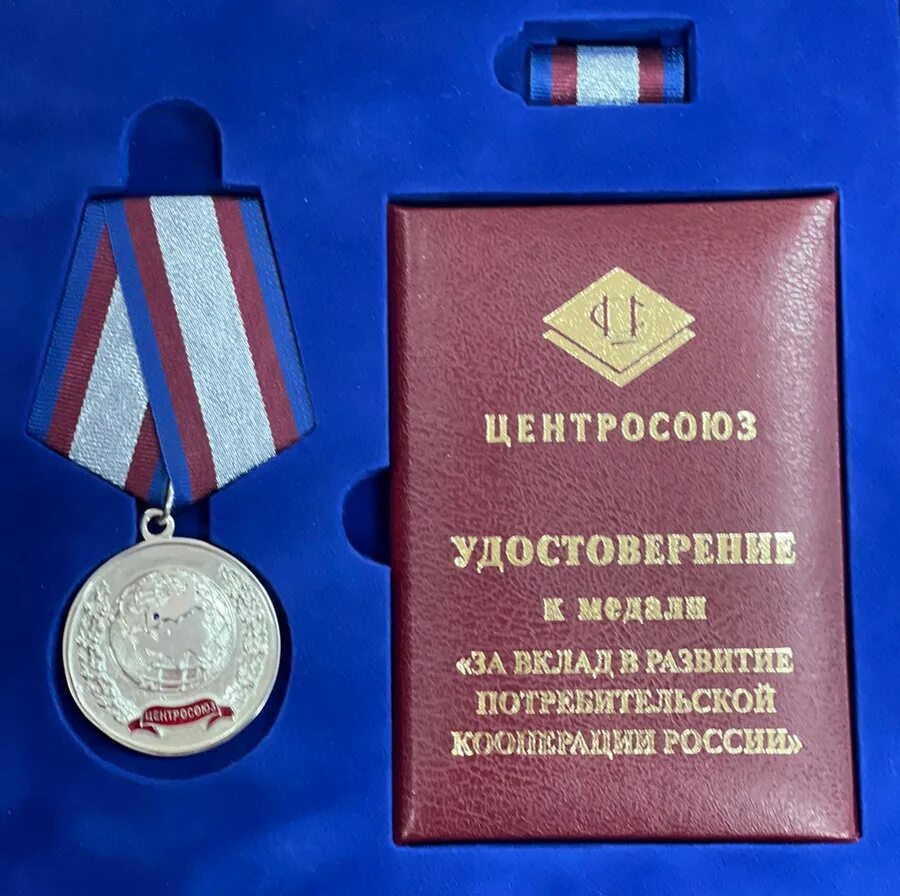 ЦЕНТРОСОЮЗ
УДОСТОВЕРЕНИЕ
к медали
«ЗА ВКЛАД В РАЗВИТИЕ
ПОТРЕБИТЕЛЬСКОЙ
КООПЕРАЦИИ РОССИИ»
ЦЕНТРОСОЮЗ